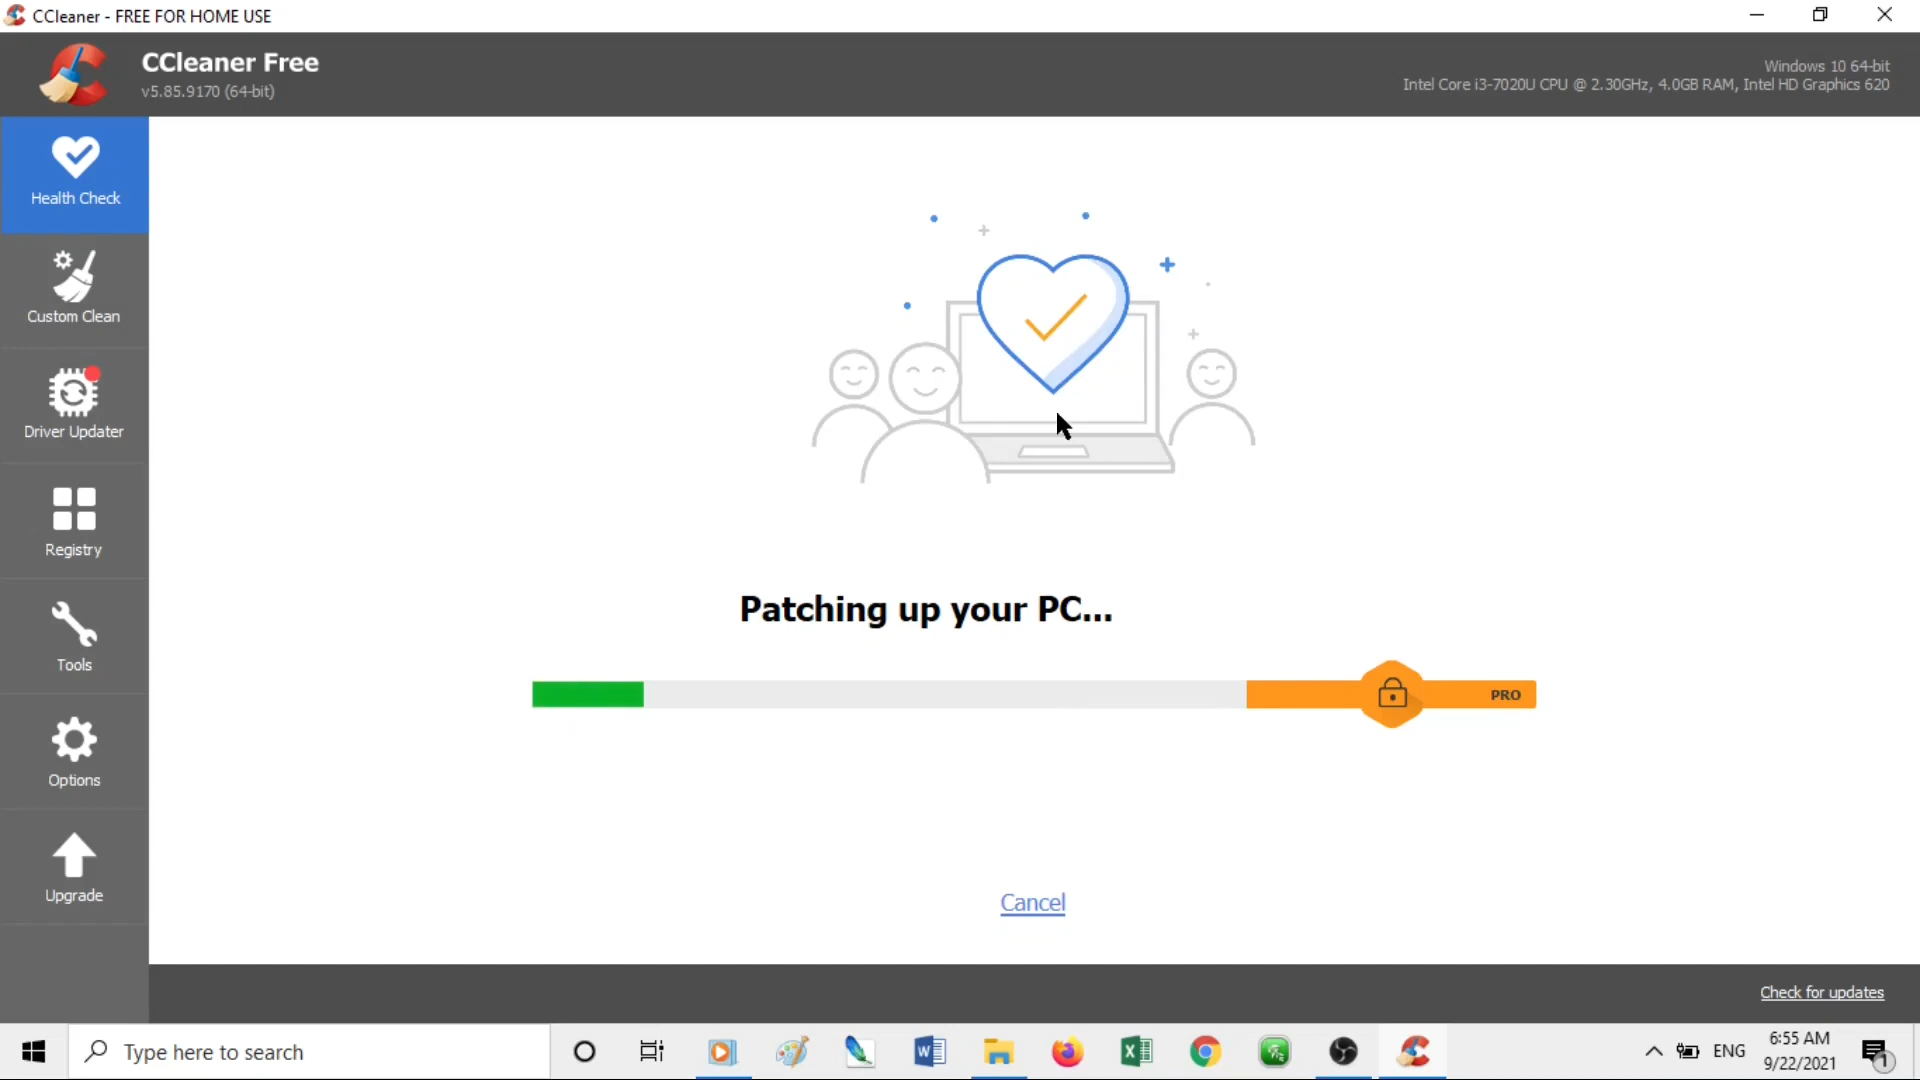 CCleaner - FREE FOR HOME USE
CCleaner Free
v5.85.9170 (64-bit)
Windows 10 64-bit
Intel Core i3-7020U CPU @ 2.30GHz, 4.0GB RAM, Intel HD Graphics 620
Health Check
Custom Clean
Driver Updater
Registry
Tools
Options
Upgrade
Patching up your PC...
PRO
Cancel
Check for updates
Type here to search
ENG
6:55 AM
9/22/2021
1